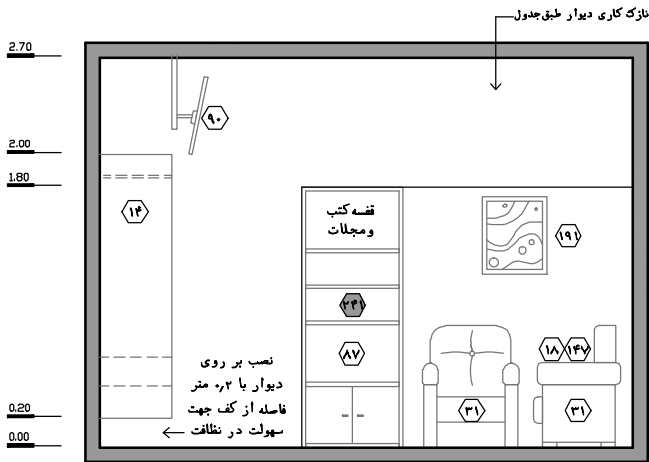 نازک کاری دیوار طبق جدول
2.70
2.00
1.80
0.20
0.00
۹۰
۱۴
قفسه کتب
و مجلات
۲۴۱
۸۷
۱۹۱
۱۸
۱۴۷
۳۱
۳۱
نصب بر روی
دیوار با ۰٫۲ متر
فاصله از کف جهت
سهولت در نظافت